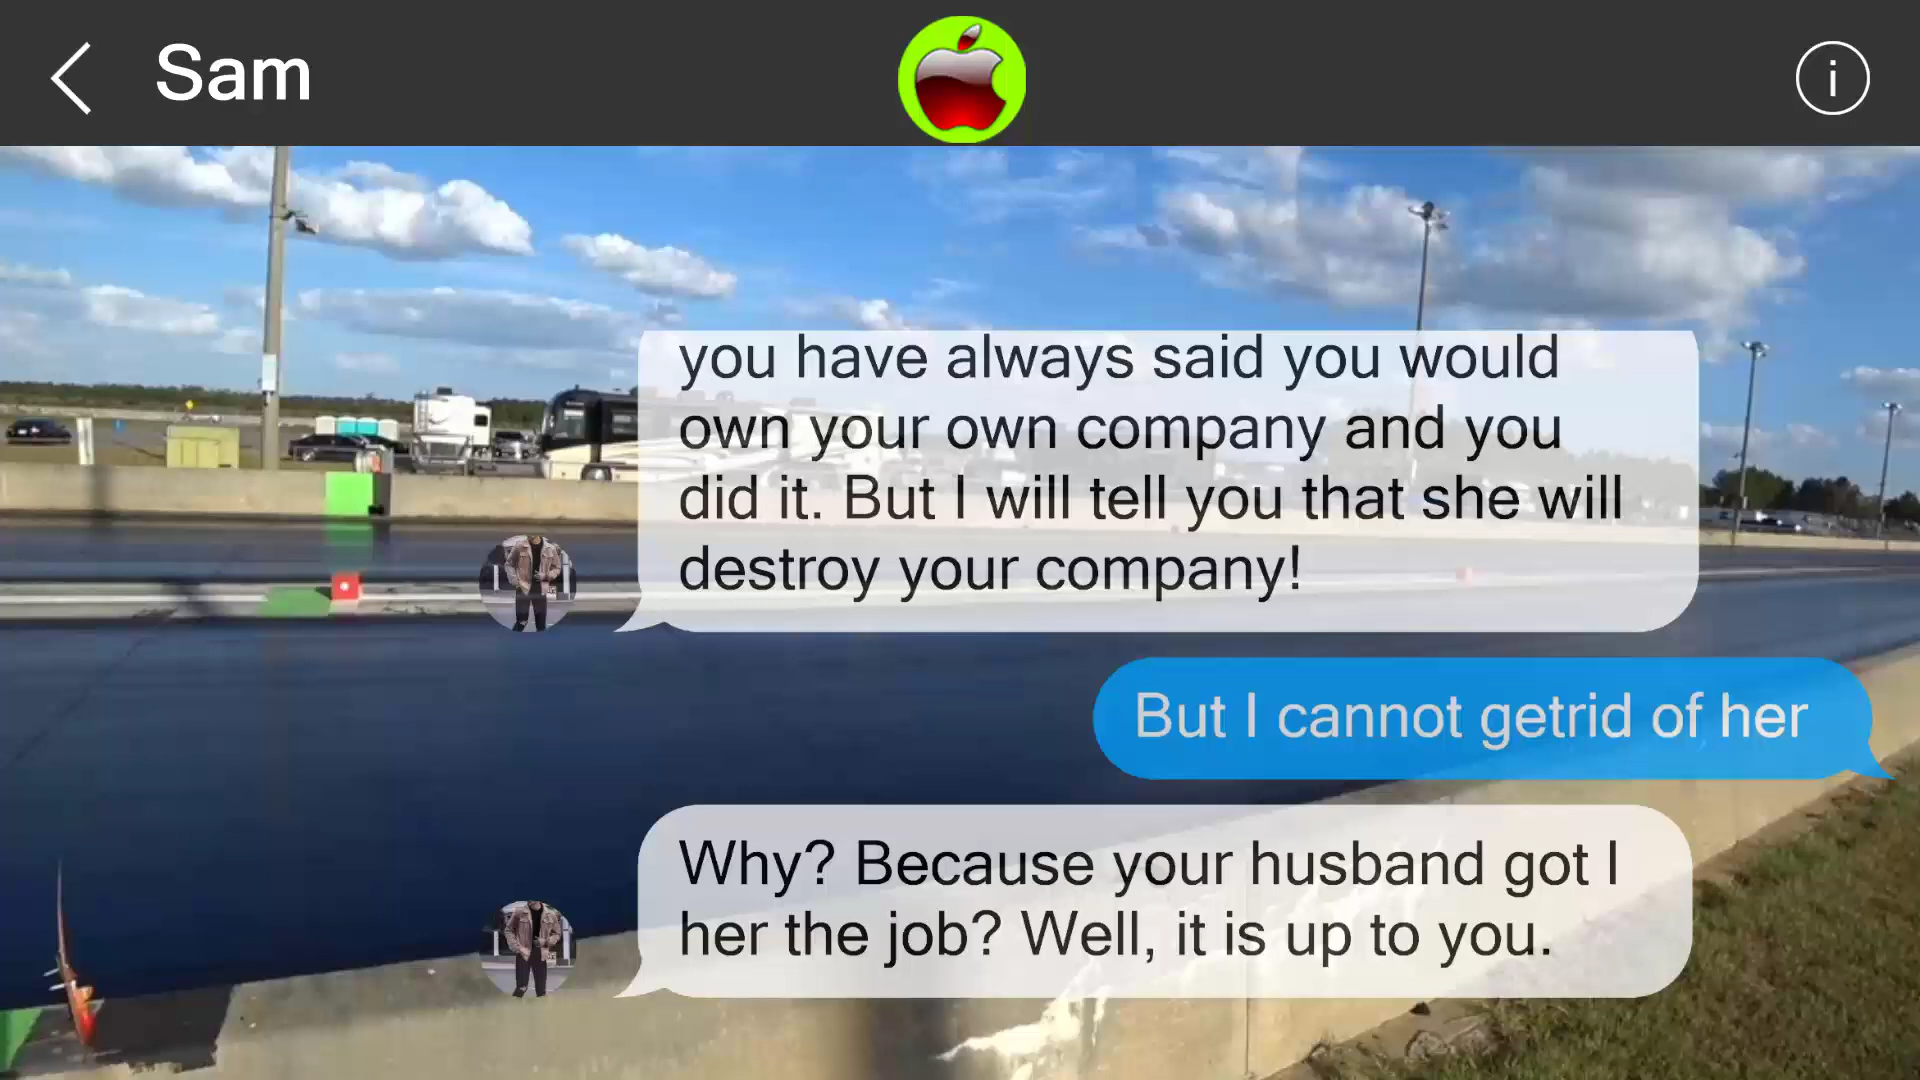 Sam
i
you have always said you would
own your own company and you
did it. But I will tell you that she will
destroy your company!
But I cannot getrid of her
Why? Because your husband got I
her the job? Well, it is up to you.